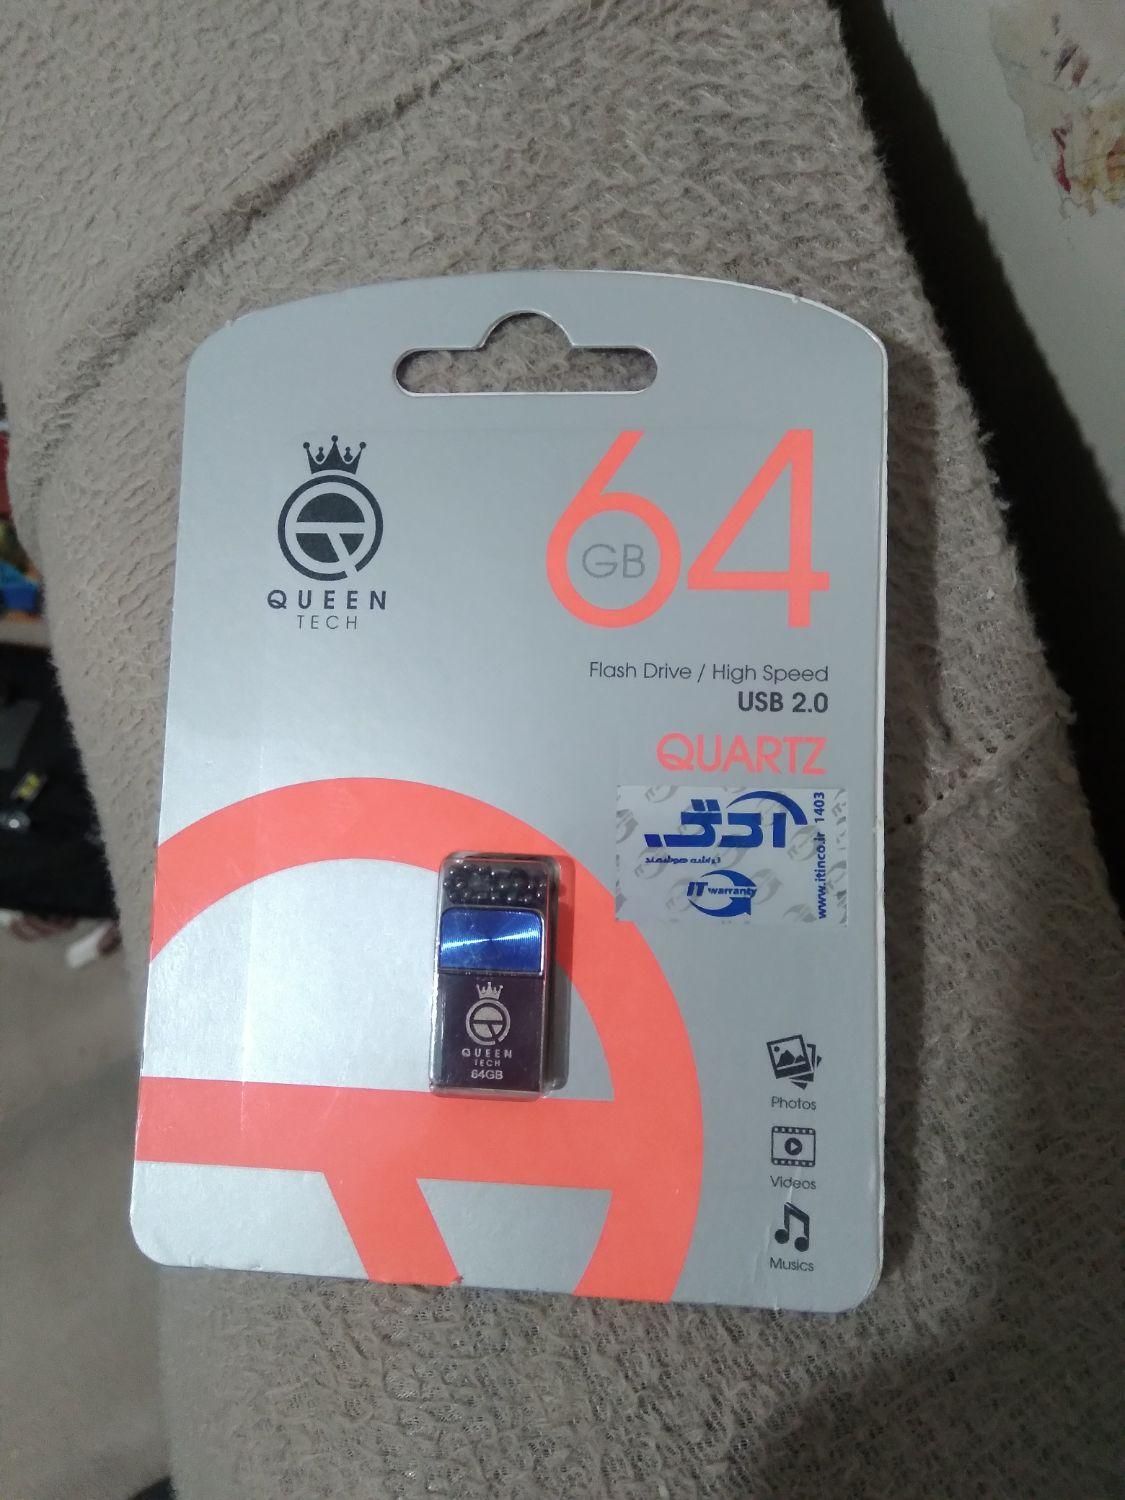 QUEEN
TECH
64
GB
Flash Drive / High Speed
USB 2.0
QUARTZ
IT warranty
www.itinco.ir 1403
QUEEN
TECH
64GB
Photos
Videos
Musics